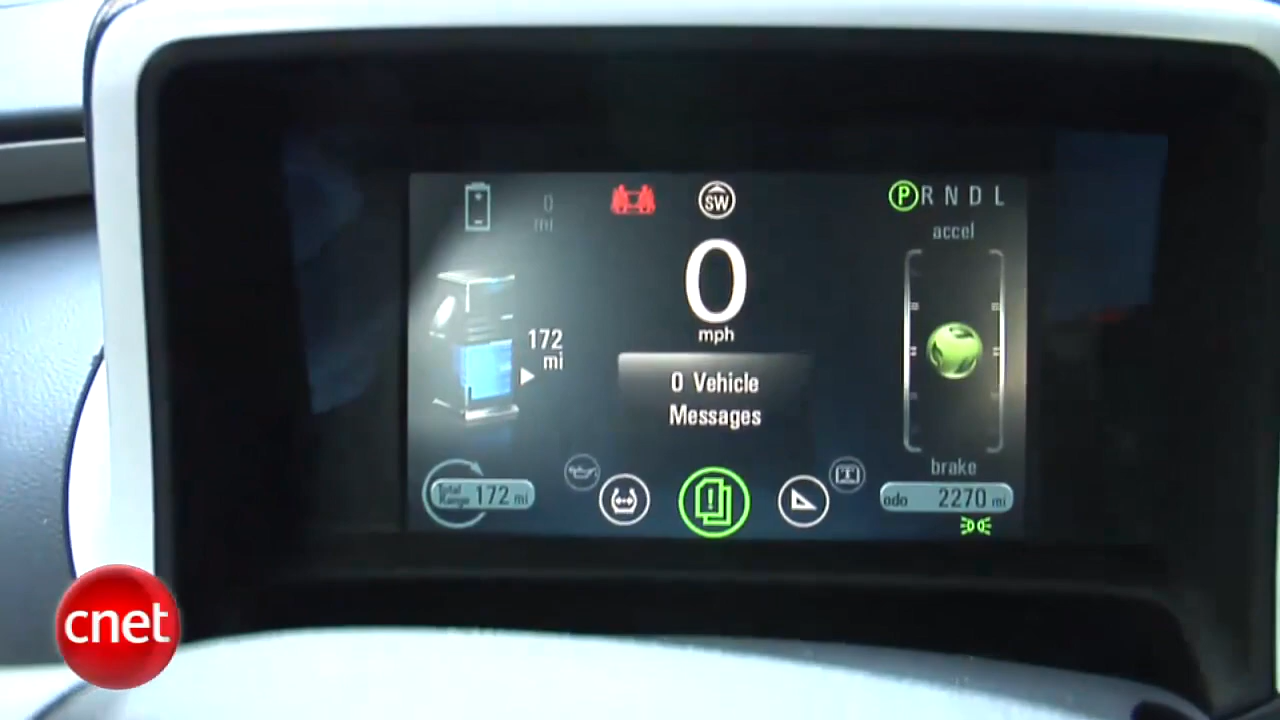 0
mi
SW
P R N D L
accel
0
mph
172
mi
0 Vehicle
Messages
brake
Total
Range 172 mi
odo 2270 mi
cnet